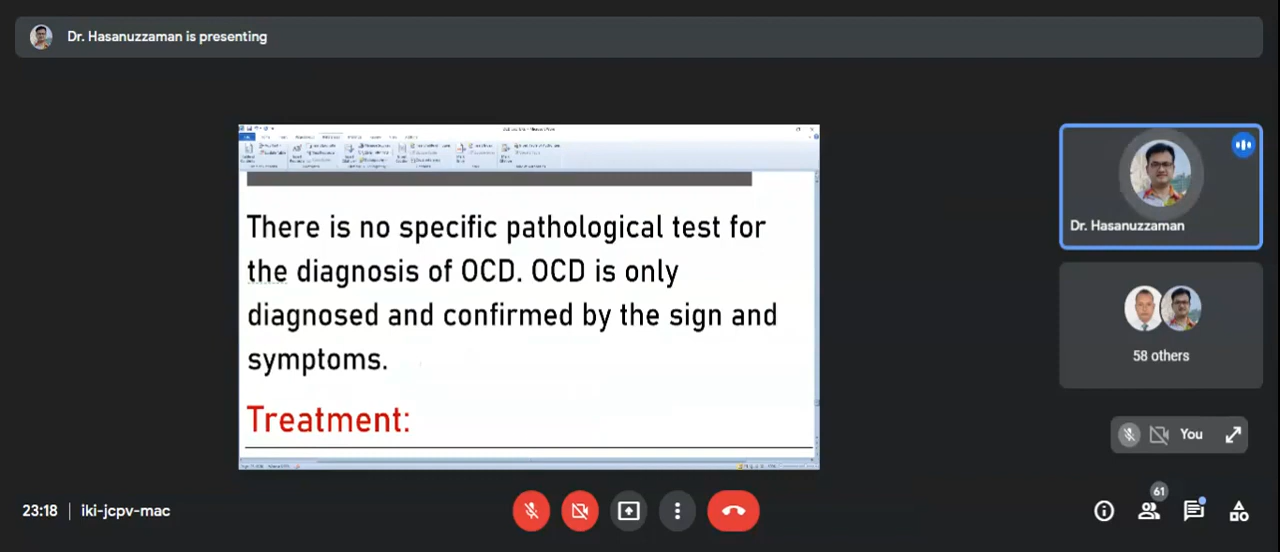 Dr. Hasanuzzaman is presenting
There is no specific pathological test for
the diagnosis of OCD. OCD is only
diagnosed and confirmed by the sign and
symptoms.
Treatment:
Dr. Hasanuzzaman
58 others
You
23:18 | iki-jcpv-mac
61